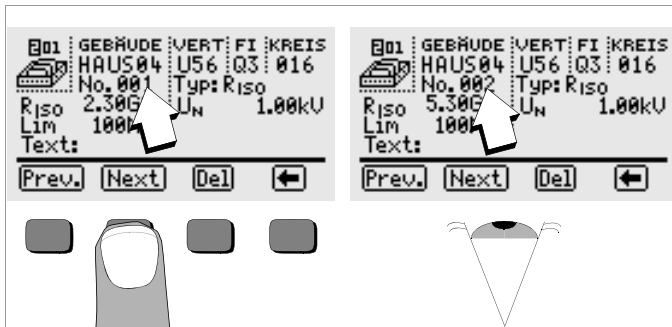 201 GEBÄUDE VERT FI KREIS
HAUS04 U56 Q3 016
No. 001 Typ: RISO
RISO 2.30G UN 1.00kV
Lim 100
Text:
Prev. Next Del ←
201 GEBÄUDE VERT FI KREIS
HAUS04 U56 Q3 016
No. 002 Typ: RISO
RISO 5.30G UN 1.00kV
Lim 100
Text:
Prev. Next Del ←